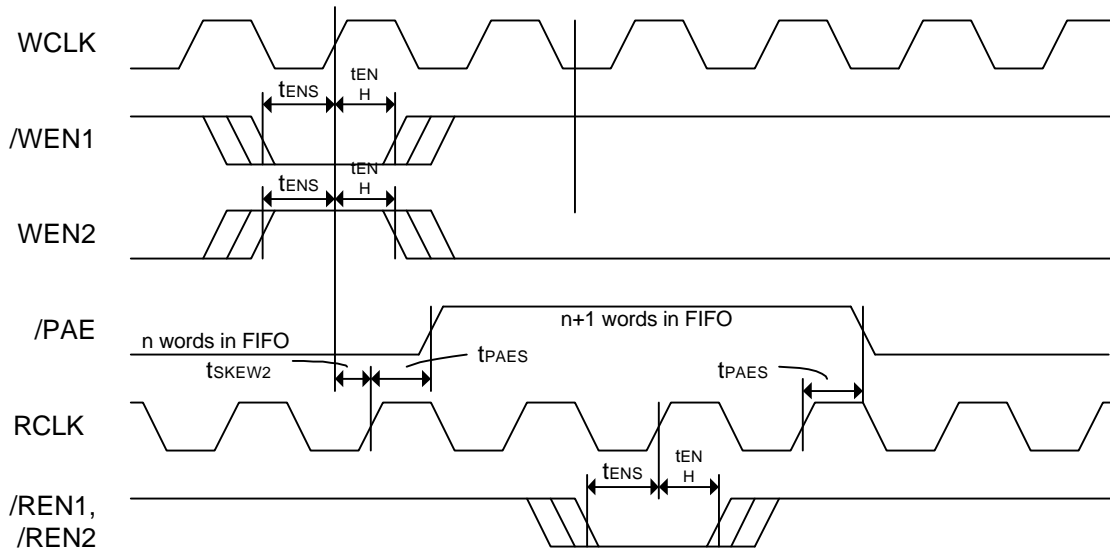 WCLK
tENS
tEN
H
/WEN1
tENS
tEN
H
WEN2
/PAE
n words in FIFO
n+1 words in FIFO
tSKEW2
tPAES
tPAES
RCLK
tENS
tEN
H
/REN1,
/REN2